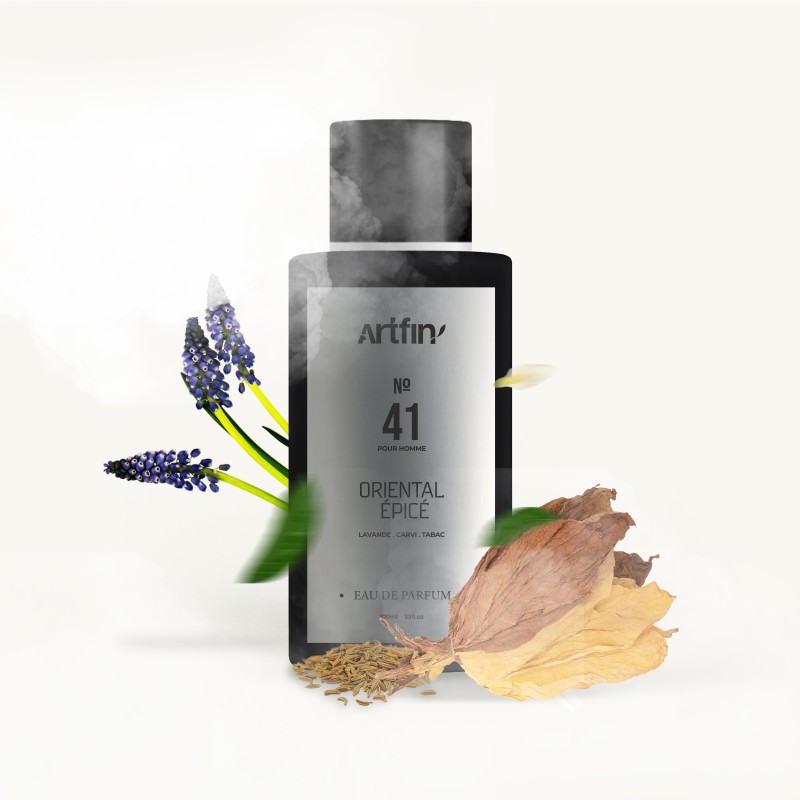 Artfin
Nº
41
POUR HOMME
ORIENTAL
ÉPICÉ
LAVANDE . CARVI . TABAC
• EAU DE PARFUM